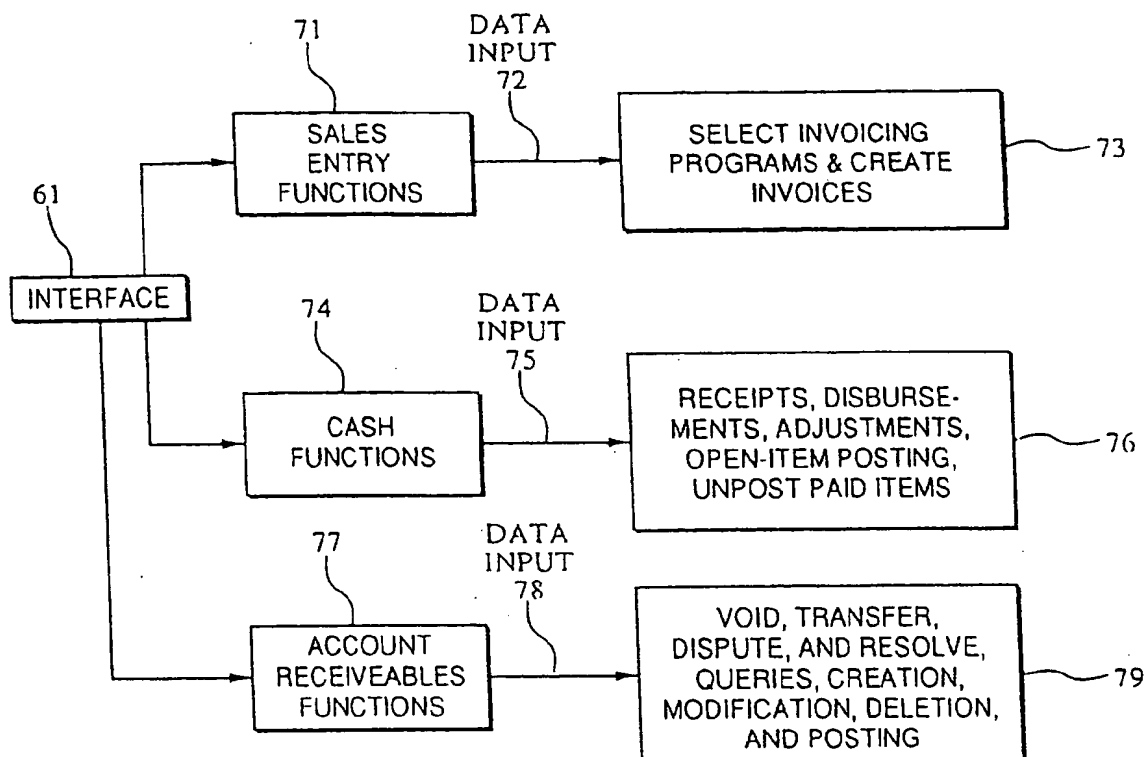 71
DATA
INPUT
72
SALES
ENTRY
FUNCTIONS
SELECT INVOICING
PROGRAMS & CREATE
INVOICES
73
61
INTERFACE
74
DATA
INPUT
75
CASH
FUNCTIONS
RECEIPTS, DISBURSE-
MENTS, ADJUSTMENTS,
OPEN-ITEM POSTING,
UNPOST PAID ITEMS
76
77
DATA
INPUT
78
ACCOUNT
RECEIVEABLES
FUNCTIONS
VOID, TRANSFER,
DISPUTE, AND RESOLVE,
QUERIES, CREATION,
MODIFICATION, DELETION,
AND POSTING
79